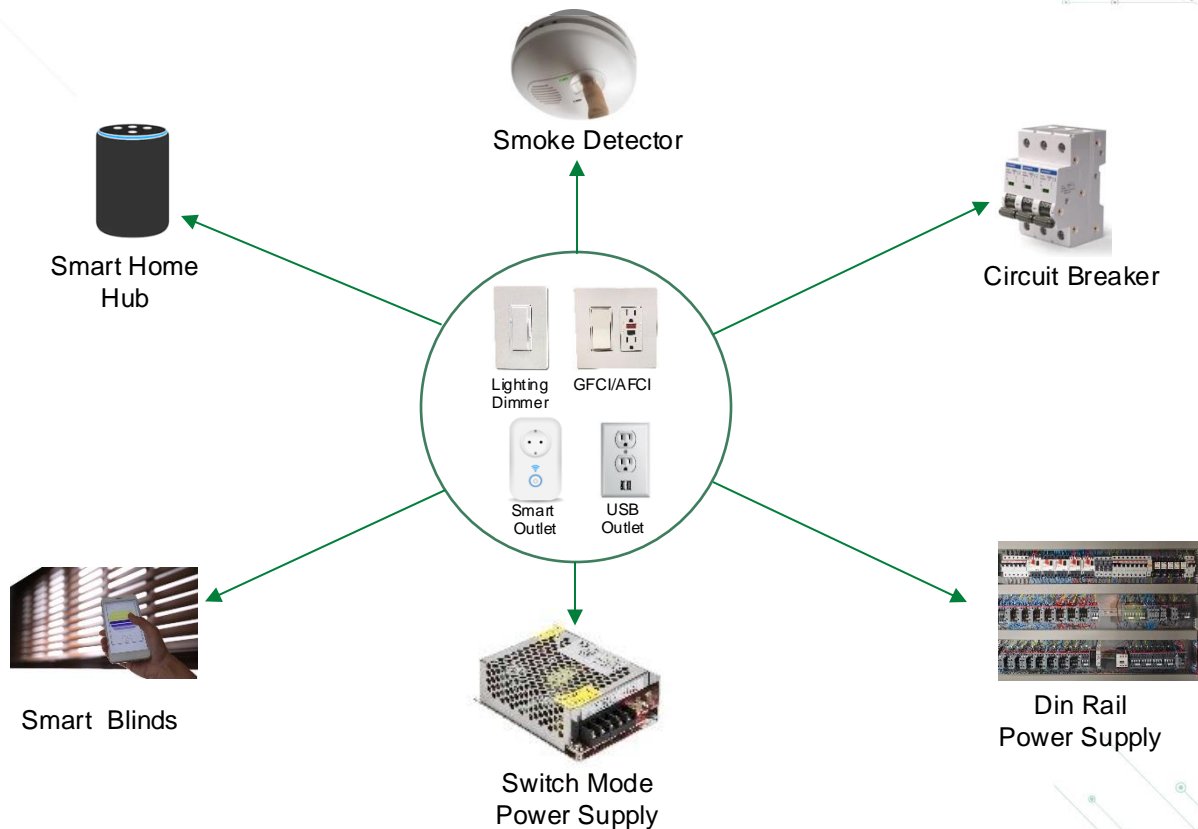 Smoke Detector
Smart Home
Hub
Circuit Breaker
Lighting
Dimmer
GFCI/AFCI
Smart
Outlet
USB
Outlet
Smart Blinds
Din Rail
Power Supply
Switch Mode
Power Supply